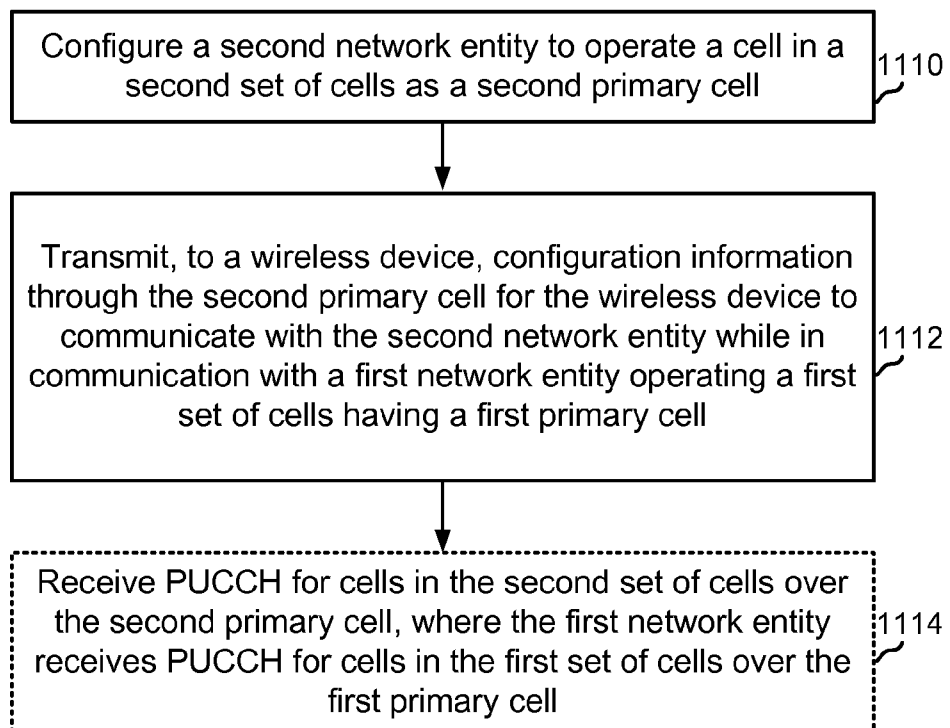 Configure a second network entity to operate a cell in a
second set of cells as a second primary cell
1110
Transmit, to a wireless device, configuration information
through the second primary cell for the wireless device to
communicate with the second network entity while in
communication with a first network entity operating a first
set of cells having a first primary cell
1112
Receive PUCCH for cells in the second set of cells over
the second primary cell, where the first network entity
receives PUCCH for cells in the first set of cells over the
first primary cell
1114